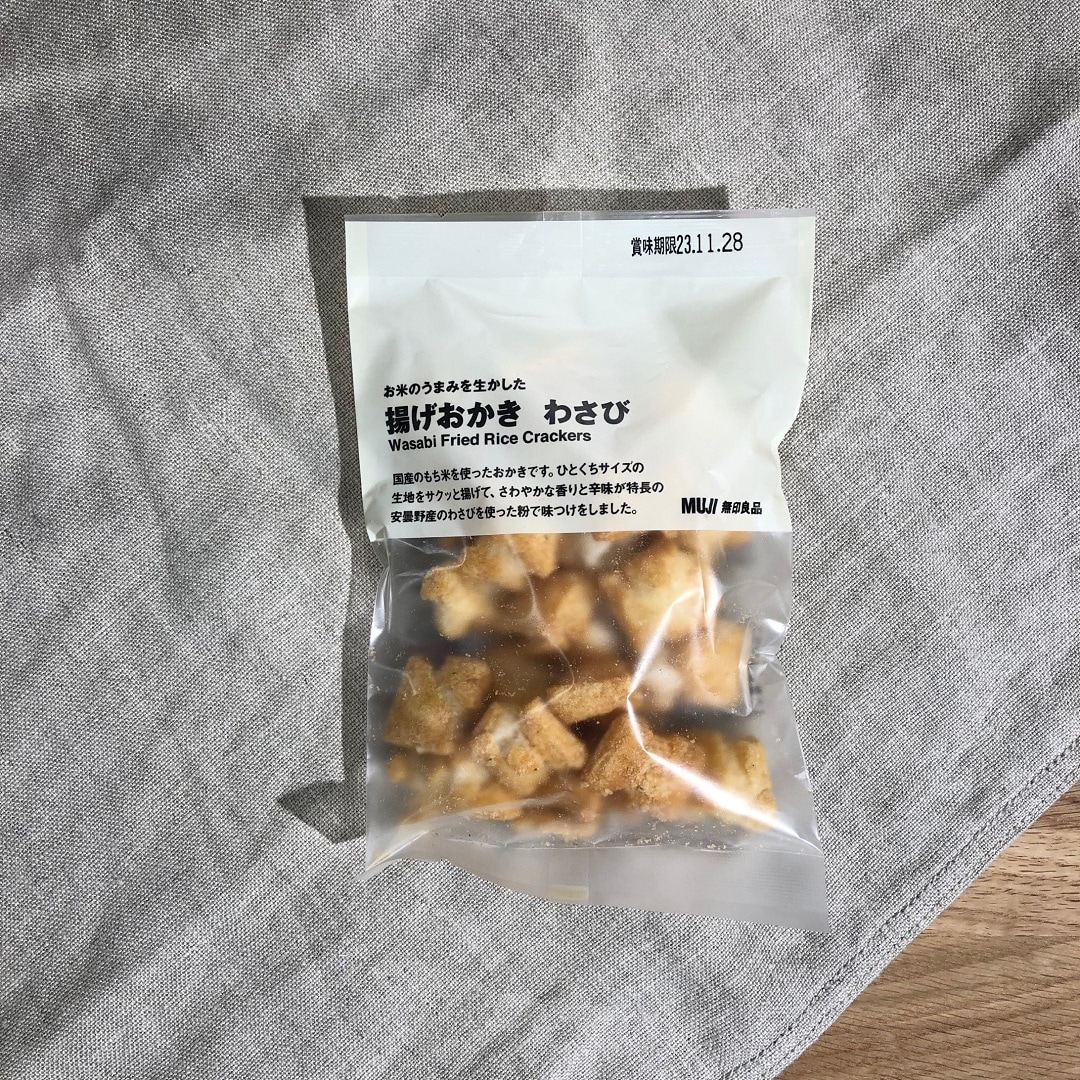 賞味期限23.11.28
お米のうまみを生かした
揚げおかき わさび
Wasabi Fried Rice Crackers
国産のもち米を使ったおかきです。ひとくちサイズの
生地をサクッと揚げて、さわやかな香りと辛味が特長の
安曇野産のわさびを使った粉で味つけをしました。
MUJI 無印良品